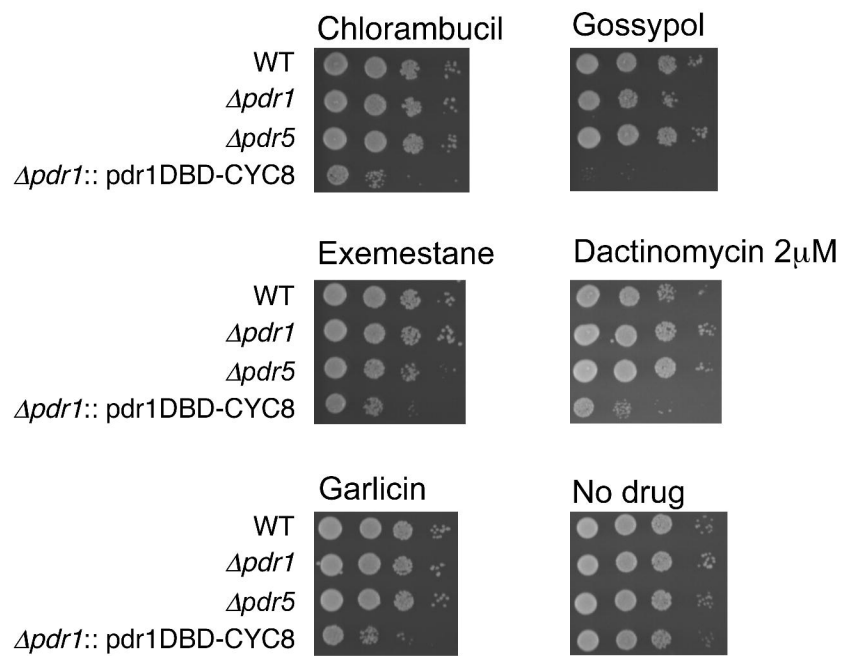 Chlorambucil Gossypol
WT
Δpdr1
Δpdr5
Δpdr1:: pdr1DBD-CYC8
Exemestane Dactinomycin 2µM
WT
Δpdr1
Δpdr5
Δpdr1:: pdr1DBD-CYC8
Garlicin No drug
WT
Δpdr1
Δpdr5
Δpdr1:: pdr1DBD-CYC8